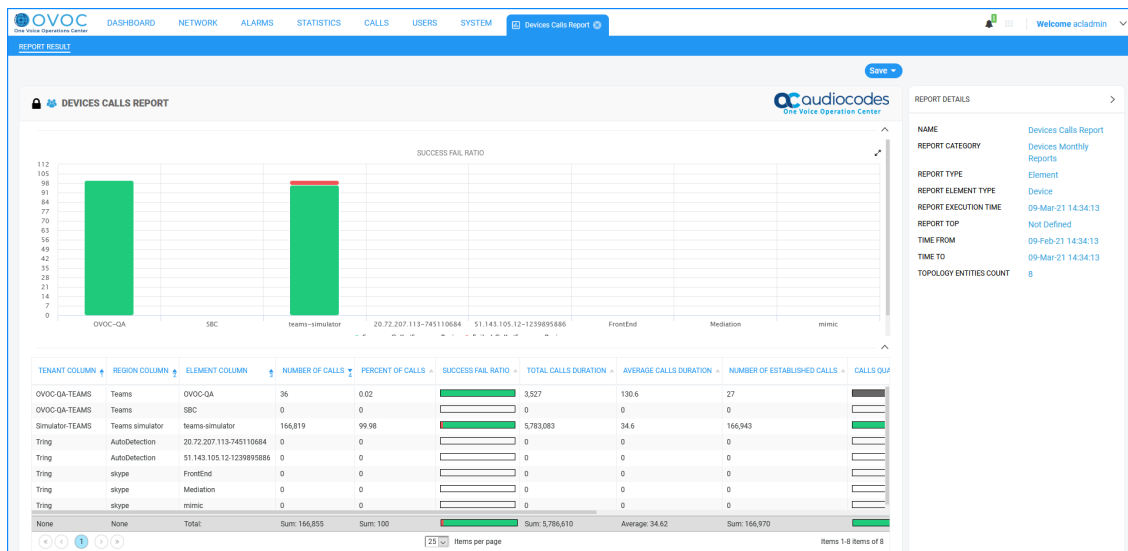 OVOC
One Voice Operations Center
DASHBOARD NETWORK ALARMS STATISTICS CALLS USERS SYSTEM Devices Calls Report
Welcome acladmin
REPORT RESULT
Save
DEVICES CALLS REPORT
audiocodes
One Voice Operation Center
SUCCESS FAIL RATIO
112
105
98
91
84
77
70
63
56
49
42
35
28
21
14
7
0
OVOC-QA SBC teams-simulator 20.72.207.113-745110684 51.143.105.12-1239895886 FrontEnd Mediation mimic
TENANT COLUMN REGION COLUMN ELEMENT COLUMN NUMBER OF CALLS PERCENT OF CALLS SUCCESS FAIL RATIO TOTAL CALLS DURATION AVERAGE CALLS DURATION NUMBER OF ESTABLISHED CALLS CALLS QUA
OVOC-QA-TEAMS Teams OVOC-QA 36 0.02 3,527 130.6 27
OVOC-QA-TEAMS Teams SBC 0 0 0 0 0
Simulator-TEAMS Teams simulator teams-simulator 166,819 99.98 5,783,083 34.6 166,943
Tring AutoDetection 20.72.207.113-745110684 0 0 0 0 0
Tring AutoDetection 51.143.105.12-1239895886 0 0 0 0 0
Tring skype FrontEnd 0 0 0 0 0
Tring skype Mediation 0 0 0 0 0
Tring skype mimic 0 0 0 0 0
None None Total: Sum: 166,855 Sum: 100 Sum: 5,786,610 Average: 34.62 Sum: 166,970
1 25 Items per page Items 1-8 items of 8
REPORT DETAILS
NAME Devices Calls Report
REPORT CATEGORY Devices Monthly
Reports
REPORT TYPE Element
REPORT ELEMENT TYPE Device
REPORT EXECUTION TIME 09-Mar-21 14:34:13
REPORT TOP Not Defined
TIME FROM 09-Feb-21 14:34:13
TIME TO 09-Mar-21 14:34:13
TOPOLOGY ENTITIES COUNT 8